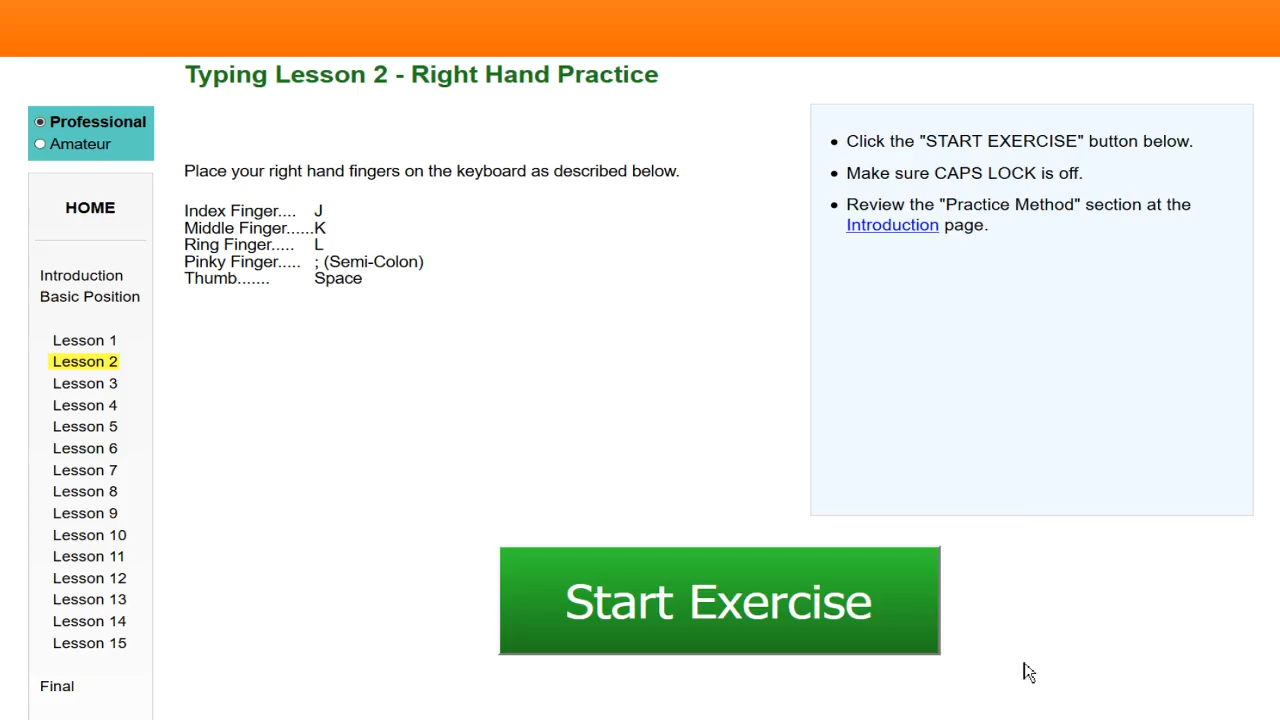 Typing Lesson 2 - Right Hand Practice
Professional
Amateur
HOME
Introduction
Basic Position
Lesson 1
Lesson 2
Lesson 3
Lesson 4
Lesson 5
Lesson 6
Lesson 7
Lesson 8
Lesson 9
Lesson 10
Lesson 11
Lesson 12
Lesson 13
Lesson 14
Lesson 15
Final
Place your right hand fingers on the keyboard as described below.
Index Finger.... J
Middle Finger......K
Ring Finger..... L
Pinky Finger..... ; (Semi-Colon)
Thumb....... Space
Click the "START EXERCISE" button below.
Make sure CAPS LOCK is off.
Review the "Practice Method" section at the
Introduction page.
Start Exercise